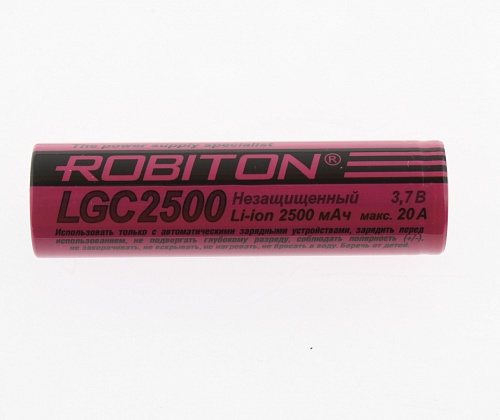 The power supply specialist
ROBITON®
LGC2500 Незащищенный 3,7 В
Li-ion 2500 мАч макс. 20 А
Использовать только с автоматическими зарядными устройствами, зарядить перед
использованием, не подвергать глубокому разряду, соблюдать полярность (+/-),
не закорачивать, не вскрывать, не нагревать, не бросать в воду. Беречь от детей.